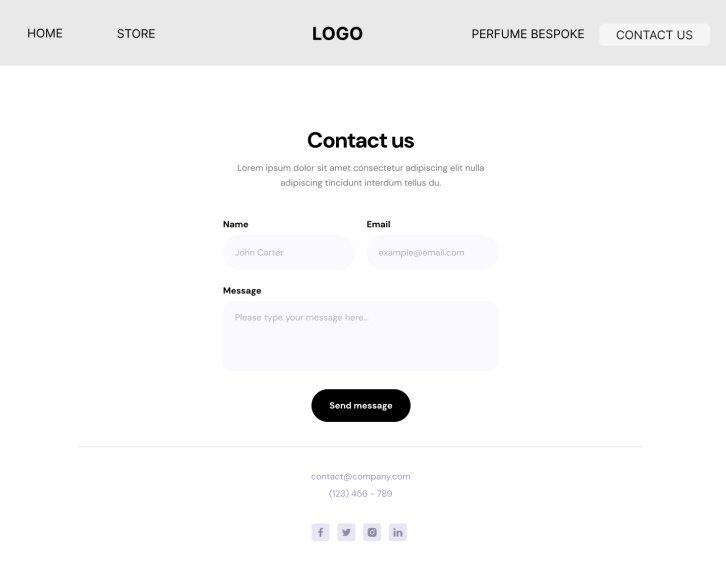 HOME
STORE
LOGO
PERFUME BESPOKE
CONTACT US
Contact us
Lorem ipsum dolor sit amet consectetur adipiscing elit nulla
adipiscing tincidunt interdum tellus du.
Name
Email
John Carter
example@email.com
Message
Please type your message here...
Send message
contact@company.com
(123) 456 - 789